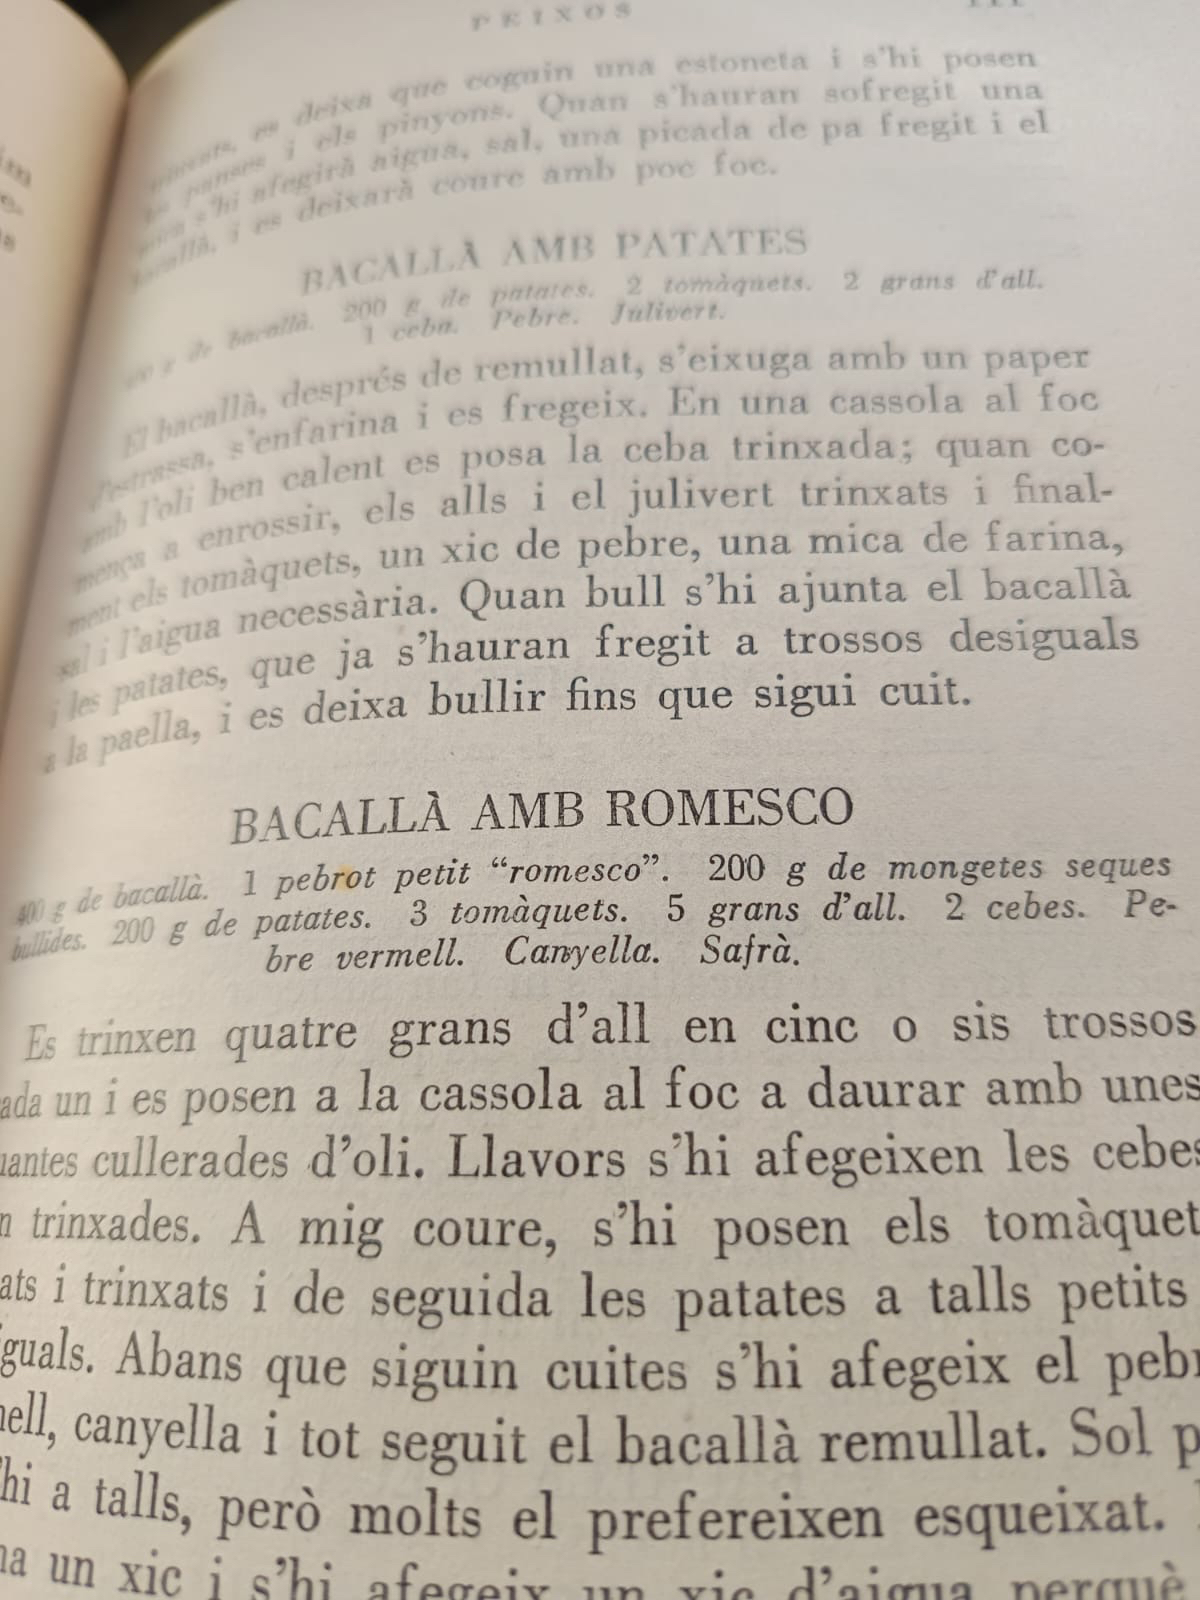 PEIXOS
es deixa que coguin una estoneta i s'hi posen
panses i els pinyons. Quan s'hauran sofregit una
s'hi afegirà aigua, sal, una picada de pa fregit i el
bacallà, i es deixarà coure amb poc foc.
BACALLÀ AMB PATATES
g de bacallà. 200 g de patates. 2 tomàquets. 2 grans d'all.
1 ceba. Pebre. Julivert.
El bacallà, després de remullat, s'eixuga amb un paper
d'estrassa, s'enfarina i es fregeix. En una cassola al foc
amb l'oli ben calent es posa la ceba trinxada; quan co-
mença a enrossir, els alls i el julivert trinxats i final-
ment els tomàquets, un xic de pebre, una mica de farina,
sal i l'aigua necessària. Quan bull s'hi ajunta el bacallà
i les patates, que ja s'hauran fregit a trossos desiguals
a la paella, i es deixa bullir fins que sigui cuit.
BACALLÀ AMB ROMESCO
400 g de bacallà. 1 pebrot petit “romesco”. 200 g de mongetes seques
bullides. 200 g de patates. 3 tomàquets. 5 grans d'all. 2 cebes. Pe-
bre vermell. Canyella. Safrà.
Es trinxen quatre grans d'all en cinc o sis trossos
ada un i es posen a la cassola al foc a daurar amb unes
uantes cullerades d'oli. Llavors s'hi afegeixen les cebes
n trinxades. A mig coure, s'hi posen els tomàquet
ats i trinxats i de seguida les patates a talls petits
iguals. Abans que siguin cuites s'hi afegeix el pebr
ell, canyella i tot seguit el bacallà remullat. Sol p
'hi a talls, però molts el prefereixen esqueixat.
na un xic i s'hi afegeix un xic d'aigua perquè